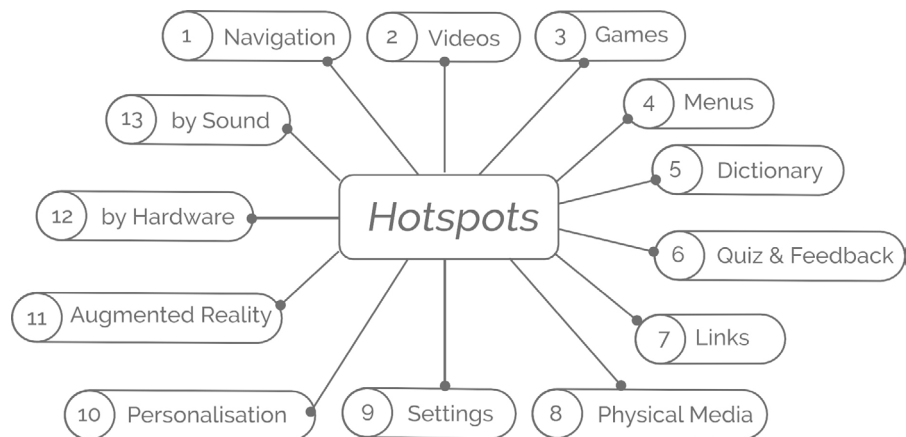 1 Navigation
2 Videos
3 Games
4 Menus
5 Dictionary
6 Quiz & Feedback
7 Links
8 Physical Media
9 Settings
10 Personalisation
11 Augmented Reality
12 by Hardware
13 by Sound
Hotspots